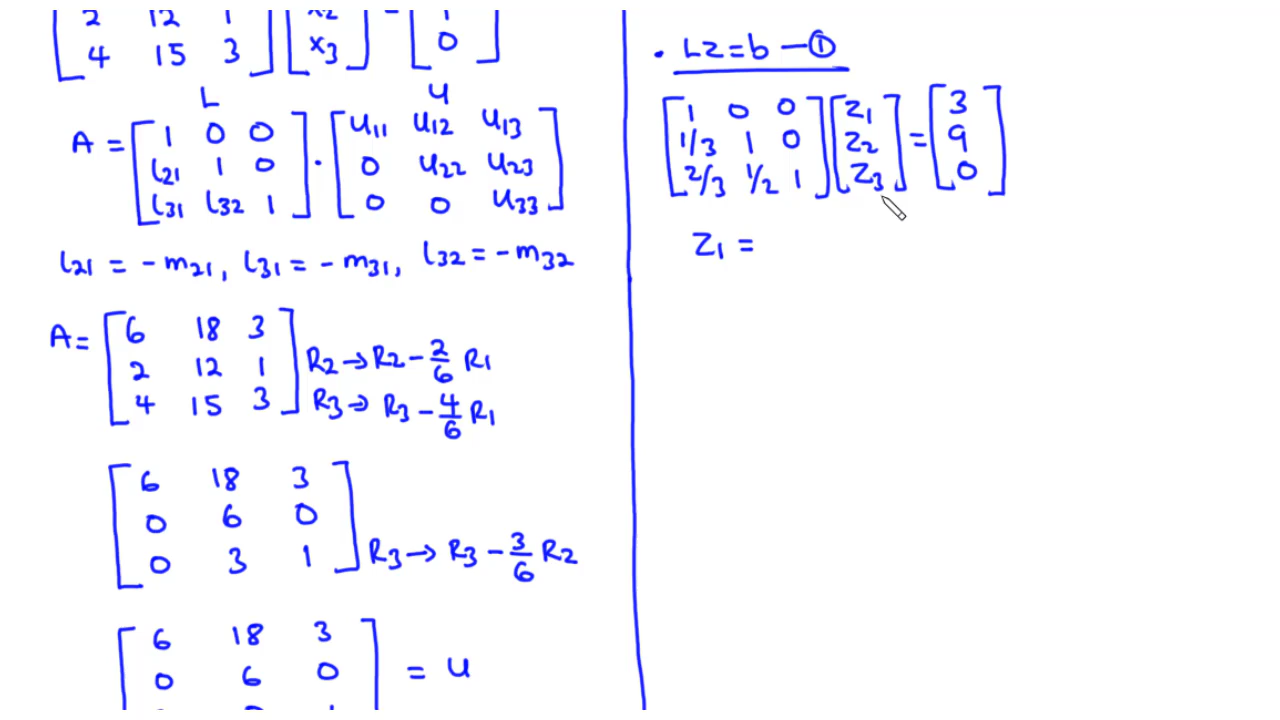 2 12 1 x2 1
4 15 3 x3 0
L U
A = [ 1 0 0 ] · [ u11 u12 u13 ]
[ l21 1 0 ] [ 0 u22 u23 ]
[ l31 l32 1 ] [ 0 0 u33 ]
l21 = -m21, l31 = -m31, l32 = -m32
A = [ 6 18 3 ]
[ 2 12 1 ] R2 → R2 - 2/6 R1
[ 4 15 3 ] R3 → R3 - 4/6 R1
[ 6 18 3 ]
[ 0 6 0 ]
[ 0 3 1 ] R3 → R3 - 3/6 R2
[ 6 18 3 ]
[ 0 6 0 ] = U
• LZ = b - ①
[ 1 0 0 ] [ Z1 ] = [ 3 ]
[ 1/3 1 0 ] [ Z2 ] [ 9 ]
[ 2/3 1/2 1 ] [ Z3 ] [ 0 ]
Z1 =